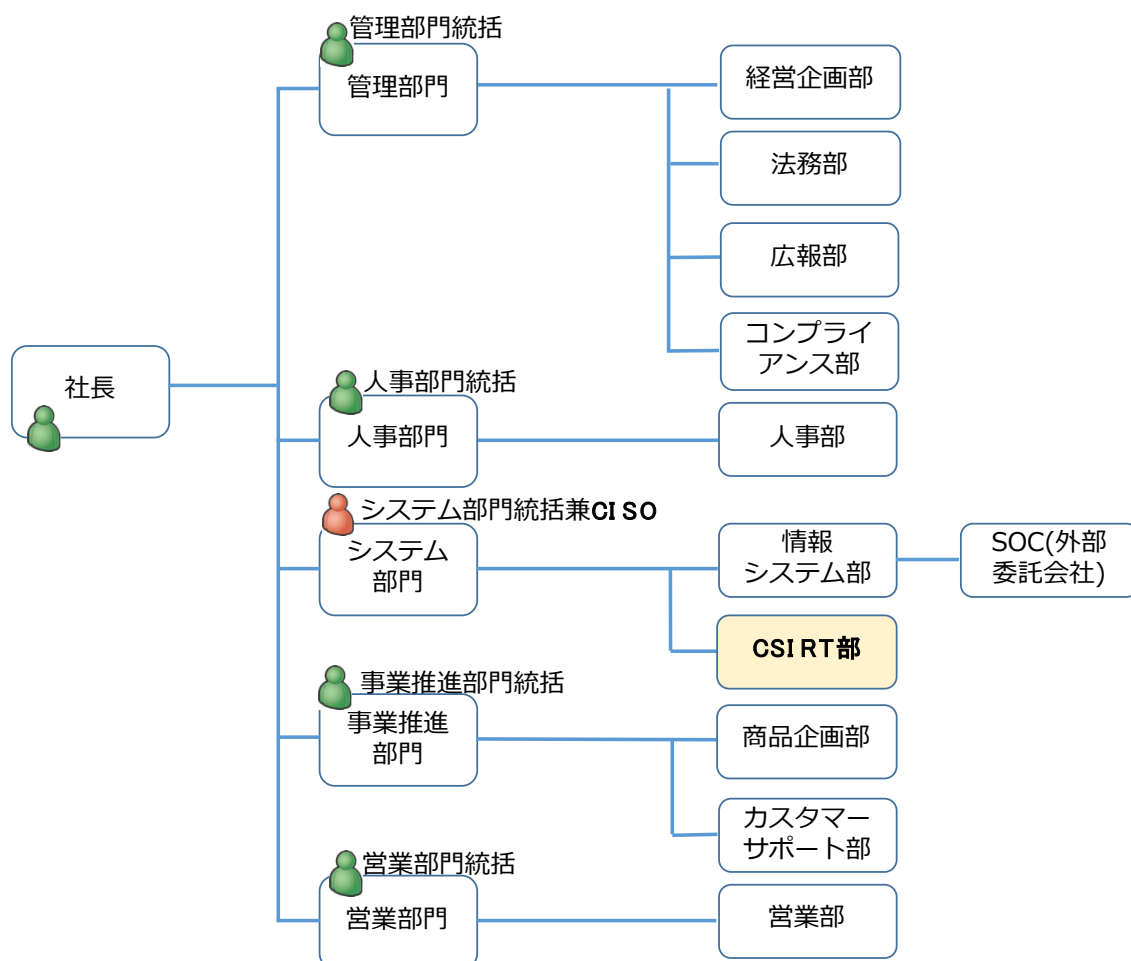 管理部門統括
管理部門
経営企画部
法務部
広報部
コンプライ
アンス部
社長
人事部門統括
人事部門
人事部
システム部門統括兼CISO
システム
部門
情報
システム部
SOC(外部
委託会社)
CSIRT部
事業推進部門統括
事業推進
部門
商品企画部
カスタマー
サポート部
営業部門統括
営業部門
営業部